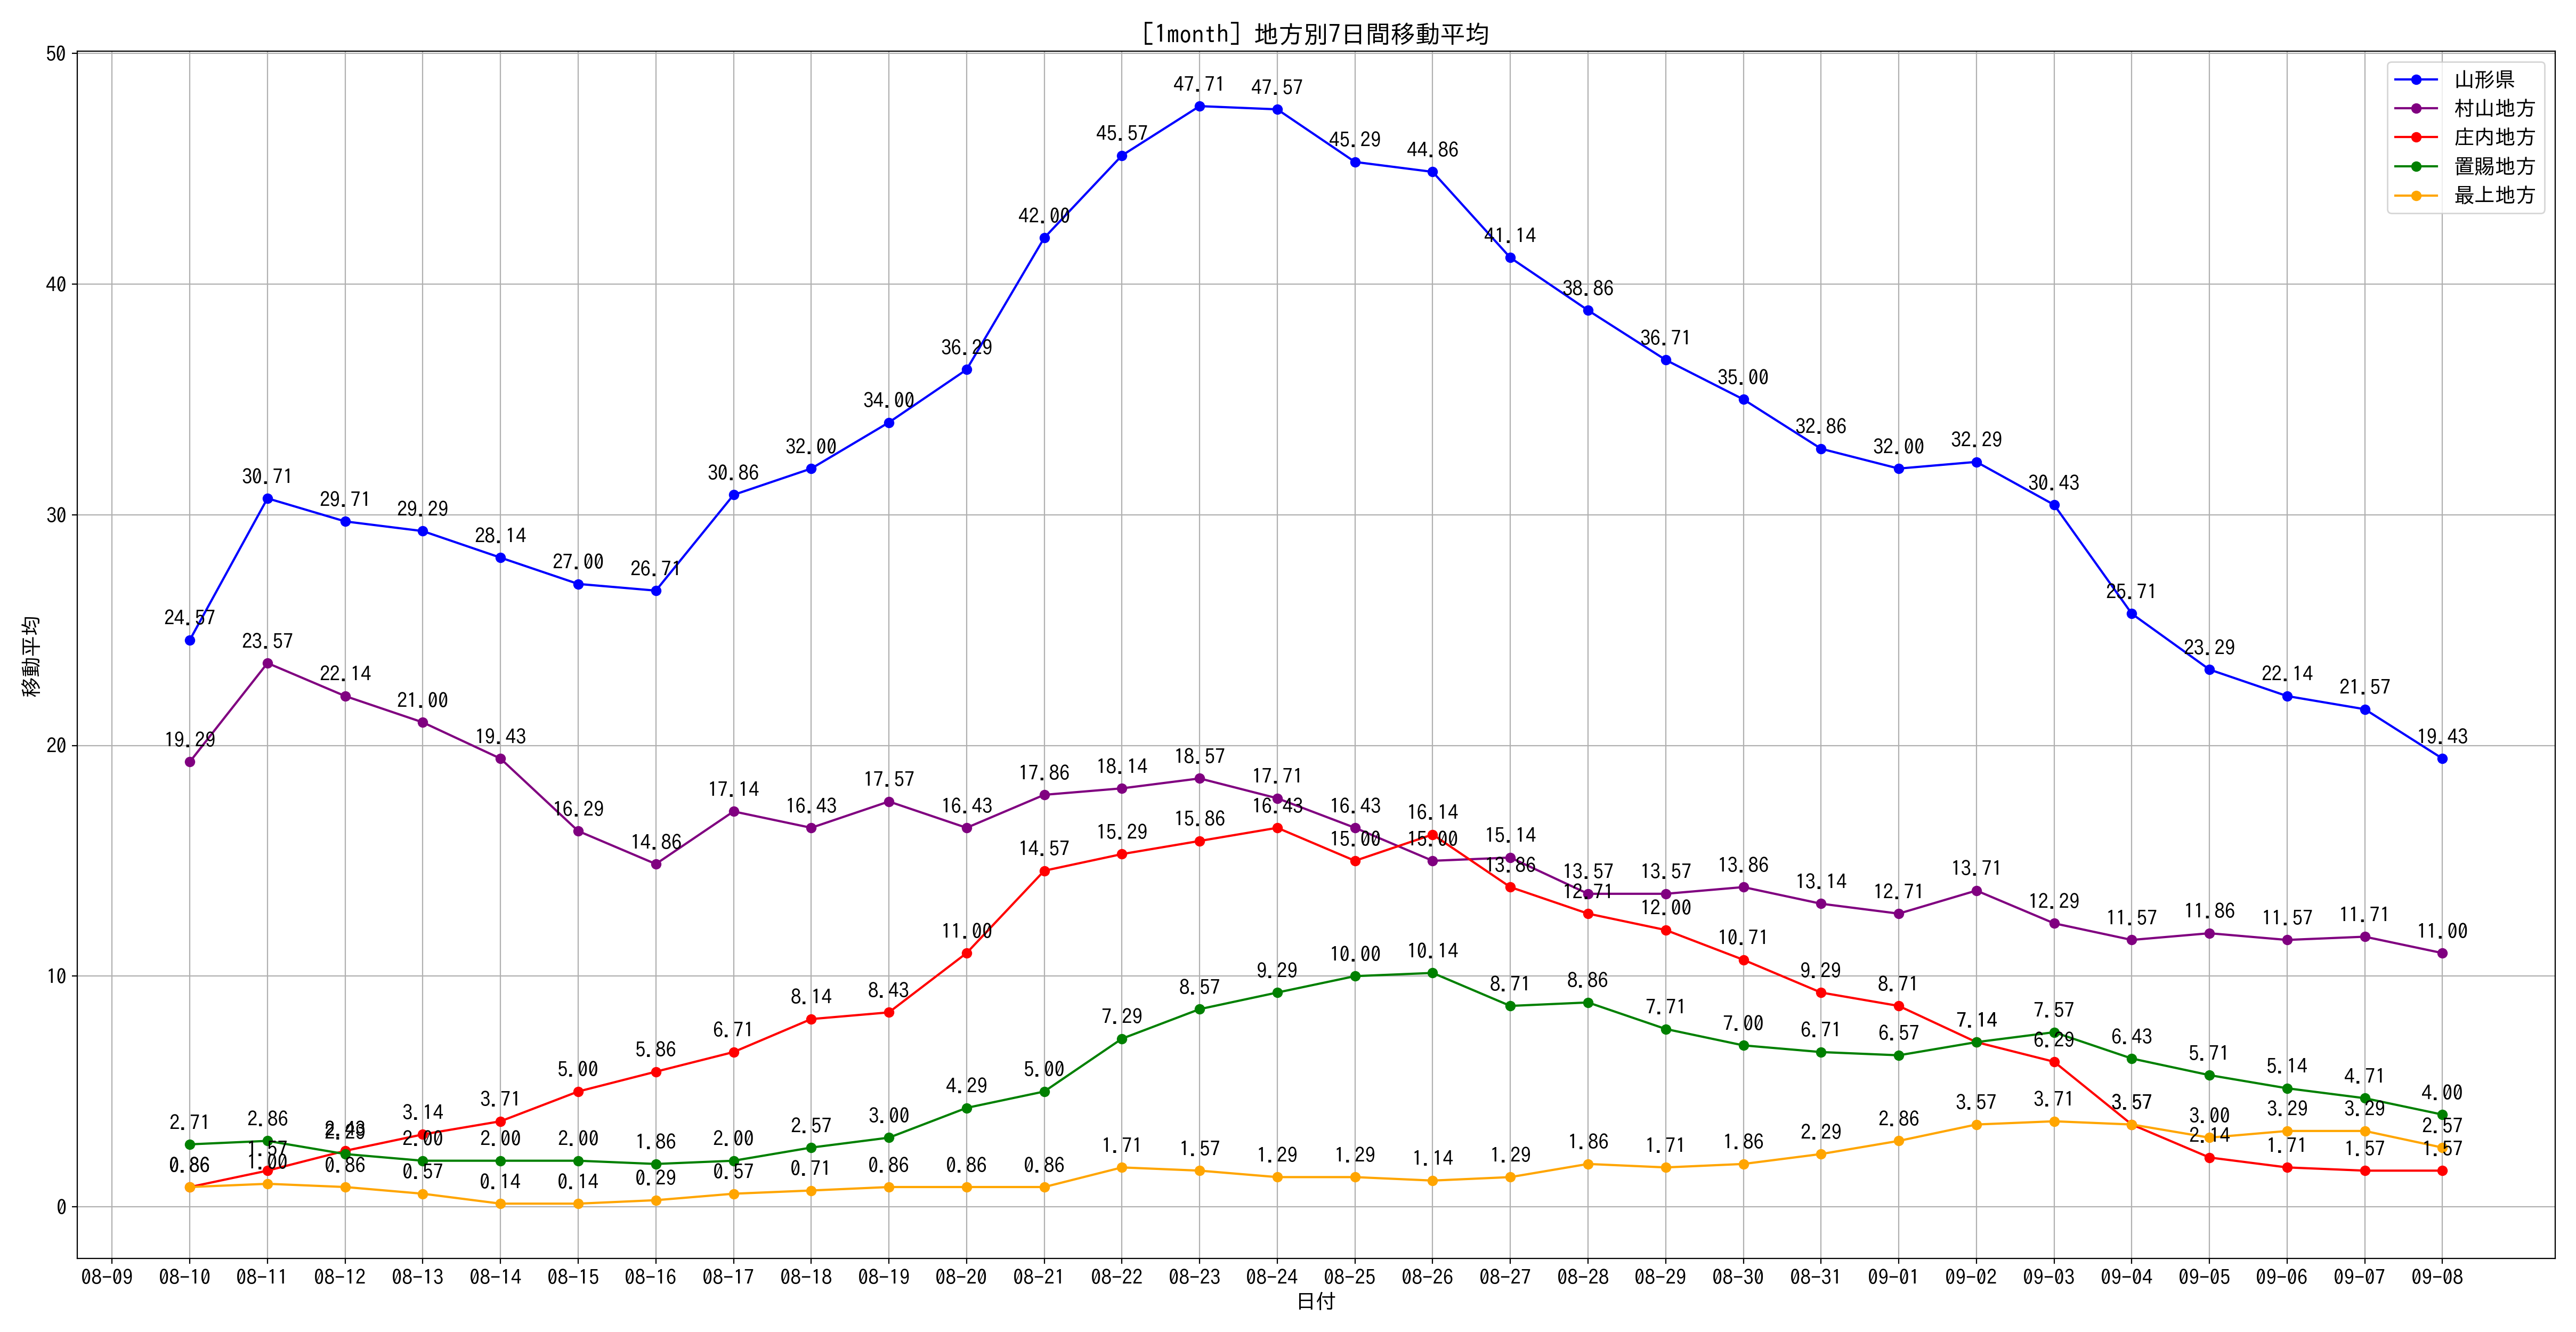 [1month] 地方別7日間移動平均
山形県
村山地方
庄内地方
置賜地方
最上地方
移動平均
50
40
30
20
10
0
24.57 30.71 29.71 29.29 28.14 27.00 26.71 30.86 32.00 34.00 36.29 42.00 45.57 47.71 47.57 45.29 44.86 41.14 38.86 36.71 35.00 32.86 32.00 32.29 30.43 25.71 23.29 22.14 21.57 19.43
19.29 23.57 22.14 21.00 19.43 16.29 14.86 17.14 16.43 17.57 16.43 17.86 18.14 18.57 17.71 16.43 15.00 15.14 13.57 13.57 13.86 13.14 12.71 13.71 12.29 11.57 11.86 11.57 11.71 11.00
0.86 1.57 2.43 3.14 3.71 5.00 5.86 6.71 8.14 8.43 11.00 14.57 15.29 15.86 16.43 15.00 16.14 13.86 12.71 12.00 10.71 9.29 8.71 7.14 6.29 3.57 2.14 1.71 1.57 1.57
2.71 2.86 2.29 2.00 2.00 2.00 1.86 2.00 2.57 3.00 4.29 5.00 7.29 8.57 9.29 10.00 10.14 8.71 8.86 7.71 7.00 6.71 6.57 7.14 7.57 6.43 5.71 5.14 4.71 4.00
0.86 1.00 0.86 0.57 0.14 0.14 0.29 0.57 0.71 0.86 0.86 0.86 1.71 1.57 1.29 1.29 1.14 1.29 1.86 1.71 1.86 2.29 2.86 3.57 3.71 3.57 3.00 3.29 3.29 2.57
08-09 08-10 08-11 08-12 08-13 08-14 08-15 08-16 08-17 08-18 08-19 08-20 08-21 08-22 08-23 08-24 08-25 08-26 08-27 08-28 08-29 08-30 08-31 09-01 09-02 09-03 09-04 09-05 09-06 09-07 09-08
日付